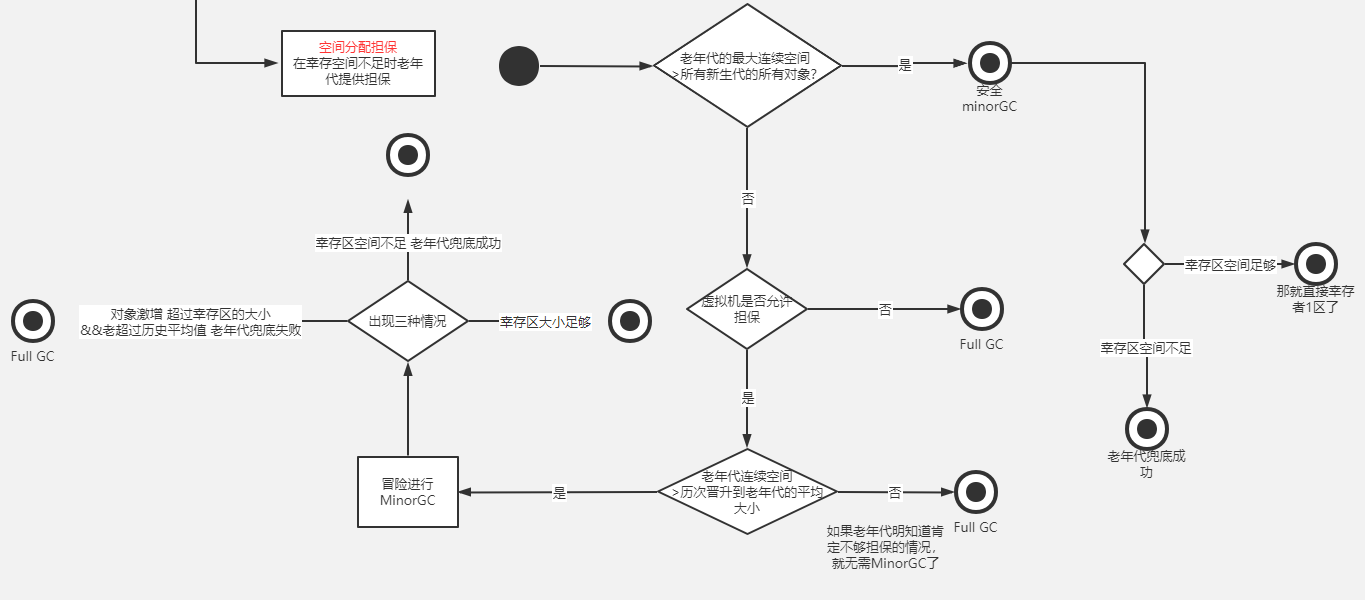 空间分配担保
在幸存空间不足时老年
代提供担保
老年代的最大连续空间
>所有新生代的所有对象？
是
安全
minorGC
否
幸存区空间不足 老年代兜底成功
幸存区空间足够
那就直接幸存
者1区了
对象激增 超过幸存区的大小
&&老超过历史平均值 老年代兜底失败
Full GC
出现三种情况
幸存区大小足够
虚拟机是否允许
担保
否
Full GC
幸存区空间不足
是
老年代兜底成
功
冒险进行
MinorGC
是
老年代连续空间
>历次晋升到老年代的平均
大小
否
Full GC
如果老年代明知道肯
定不够担保的情况，
就无需MinorGC了